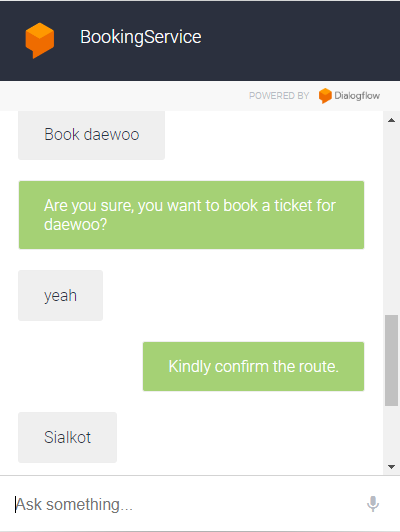 BookingService
POWERED BY Dialogflow
Book daewoo
Are you sure, you want to book a ticket for
daewoo?
yeah
Kindly confirm the route.
Sialkot
Ask something...